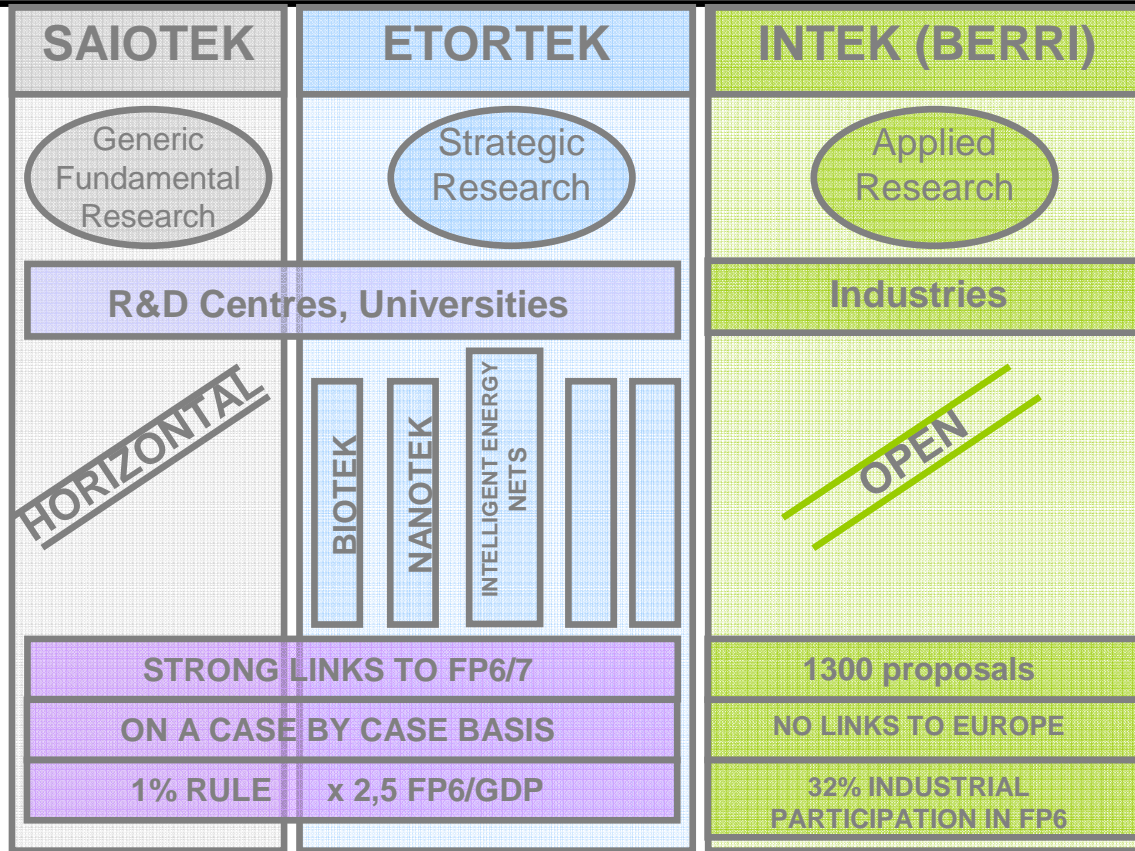 SAIOTEK
ETORTEK
INTEK (BERRI)
Generic
Fundamental
Research
Strategic
Research
Applied
Research
R&D Centres, Universities
Industries
HORIZONTAL
BIOTEK
NANOTEK
INTELLIGENT ENERGY
NETS
OPEN
STRONG LINKS TO FP6/7
1300 proposals
ON A CASE BY CASE BASIS
NO LINKS TO EUROPE
1% RULE x 2,5 FP6/GDP
32% INDUSTRIAL
PARTICIPATION IN FP6